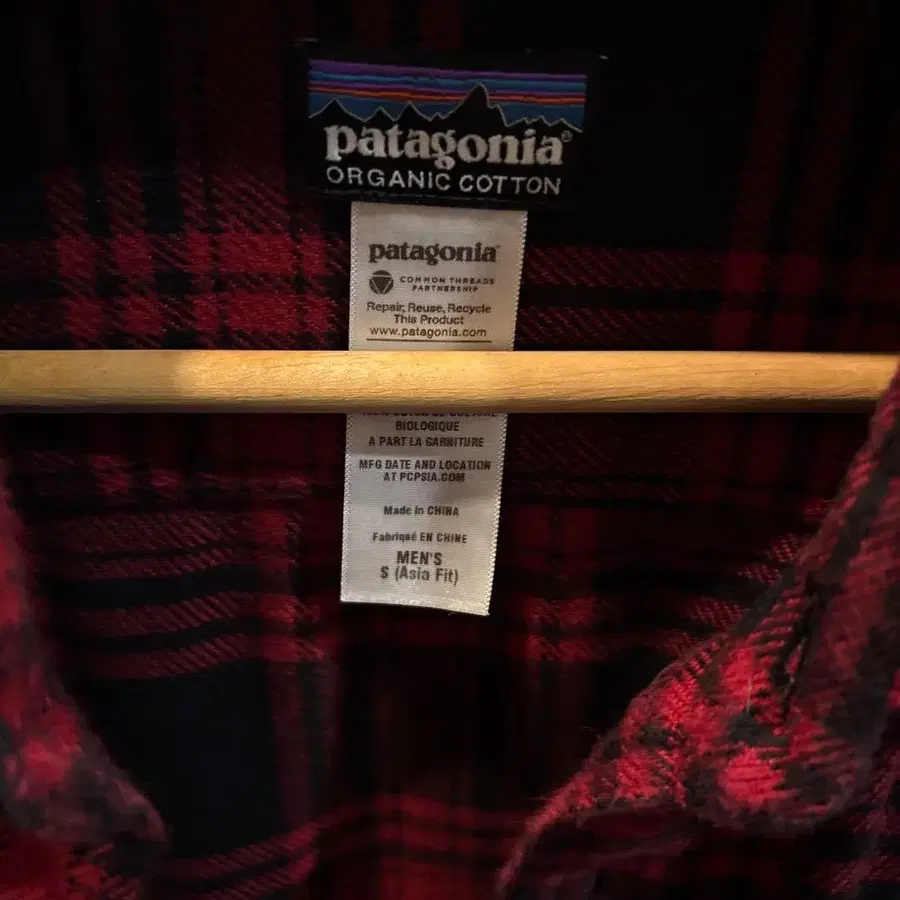 patagonia®
ORGANIC COTTON
patagonia®
COMMON THREADS
PARTNERSHIP
Repair, Reuse, Recycle
This Product
www.patagonia.com
BIOLOGIQUE
A PART LA GARNITURE
MFG DATE AND LOCATION
AT PCPSIA.COM
Made in CHINA
Fabriqué EN CHINE
MEN'S
S (Asia Fit)